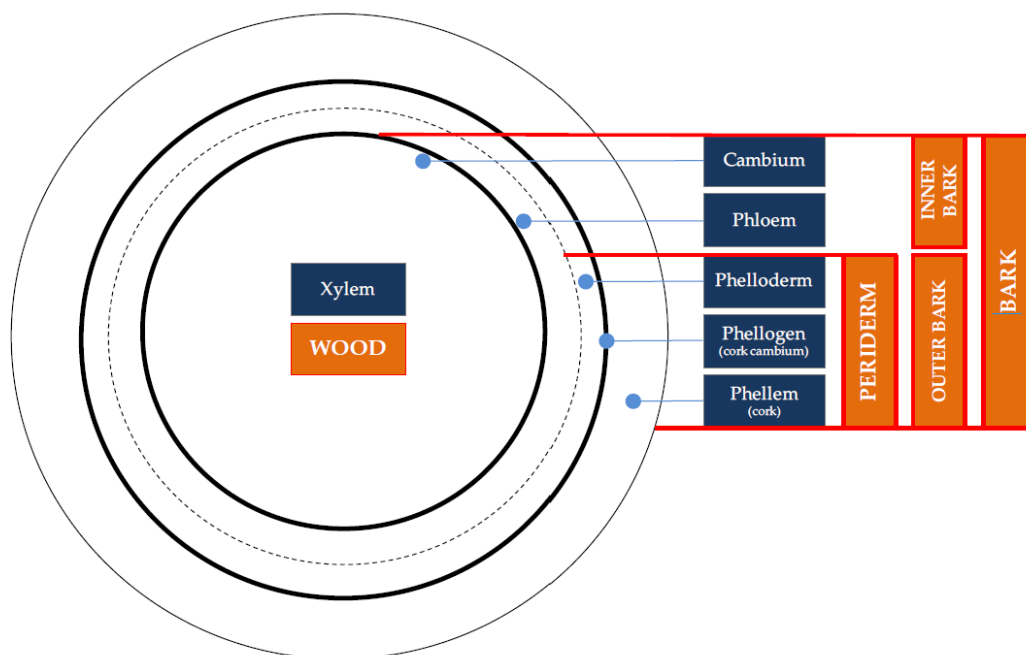 Cambium
Phloem
Xylem
WOOD
Phelloderm
Phellogen
(cork cambium)
Phellem
(cork)
PERIDERM
INNER
BARK
OUTER BARK
BARK